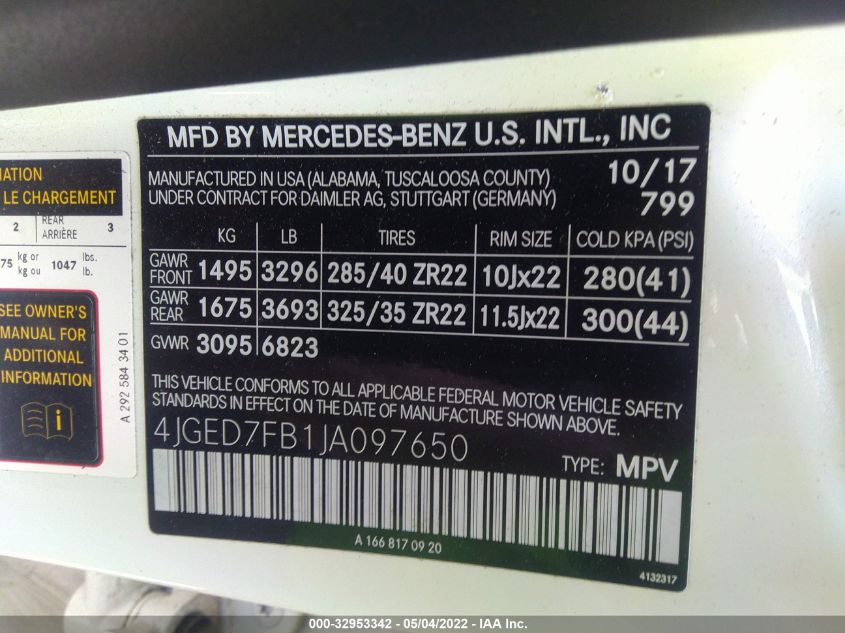 MATION
LE CHARGEMENT
2 REAR ARRIÈRE 3
75 kg or kg ou 1047 lbs. lb.
SEE OWNER'S
MANUAL FOR
ADDITIONAL
INFORMATION
A 292 584 34 01
MFD BY MERCEDES-BENZ U.S. INTL., INC
MANUFACTURED IN USA (ALABAMA, TUSCALOOSA COUNTY) 10/17
UNDER CONTRACT FOR DAIMLER AG, STUTTGART (GERMANY) 799
KG LB TIRES RIM SIZE COLD KPA (PSI)
GAWR FRONT 1495 3296 285/40 ZR22 10Jx22 280(41)
GAWR REAR 1675 3693 325/35 ZR22 11.5Jx22 300(44)
GVWR 3095 6823
THIS VEHICLE CONFORMS TO ALL APPLICABLE FEDERAL MOTOR VEHICLE SAFETY
STANDARDS IN EFFECT ON THE DATE OF MANUFACTURE SHOWN ABOVE.
4JGED7FB1JA097650
TYPE: MPV
A 166 817 09 20
4132317
000-32953342 - 05/04/2022 - IAA Inc.